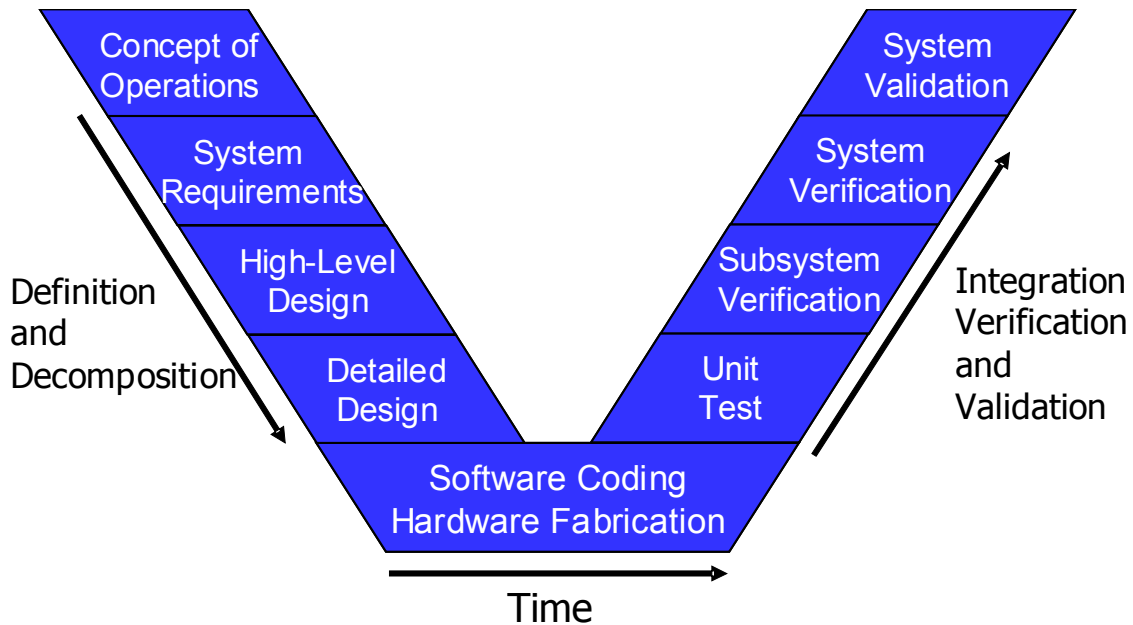 Concept of
Operations
System
Requirements
High-Level
Design
Detailed
Design
Software Coding
Hardware Fabrication
Unit
Test
Subsystem
Verification
System
Verification
System
Validation
Definition
and
Decomposition
Integration
Verification
and
Validation
Time